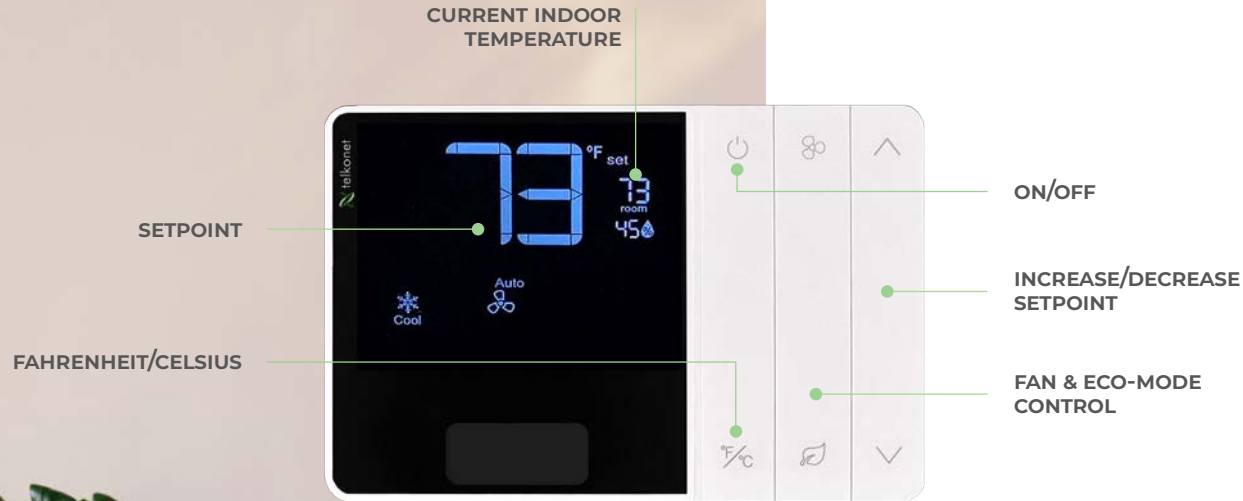 CURRENT INDOOR
TEMPERATURE
telkonet
73 °F set
73
room
45%
SETPOINT
ON/OFF
Auto
Cool
INCREASE/DECREASE
SETPOINT
FAHRENHEIT/CELSIUS
FAN & ECO-MODE
CONTROL
°F/°C